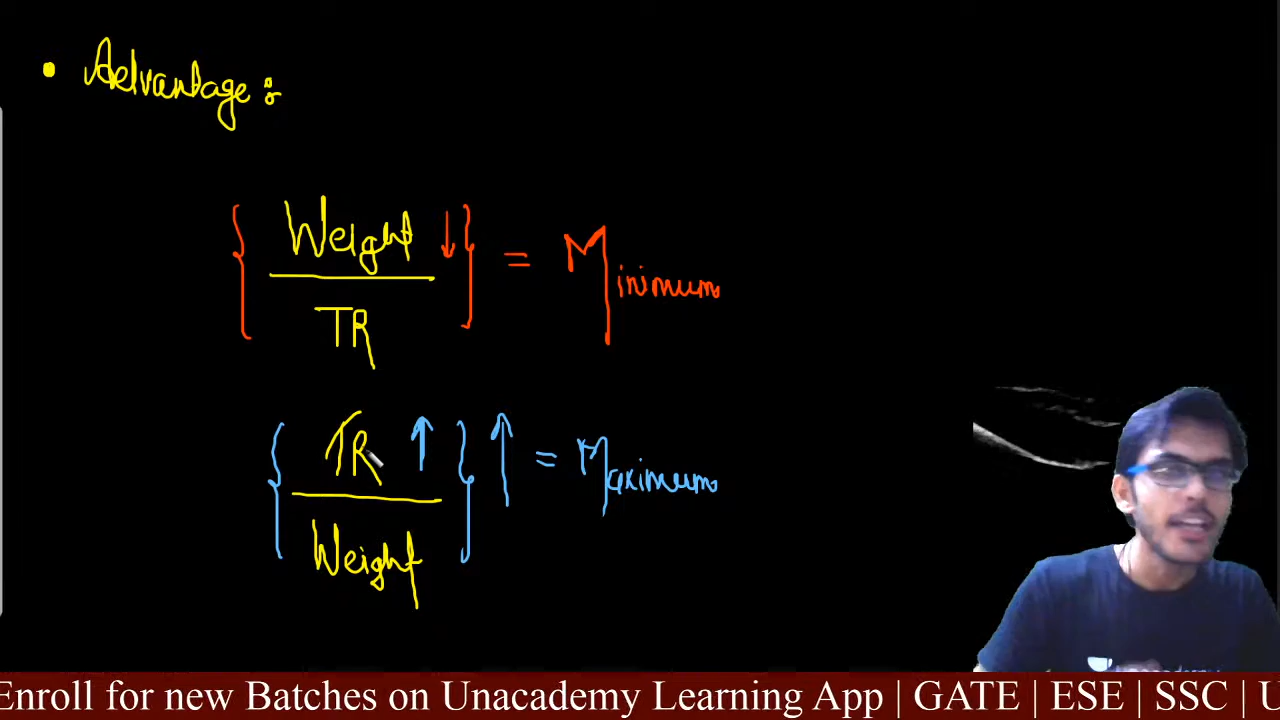 • Advantage:
{ Weight ↓ } = Minimum
TR
{ TR ↑ } ↑ = Maximum
Weight
Enroll for new Batches on Unacademy Learning App | GATE | ESE | SSC | U